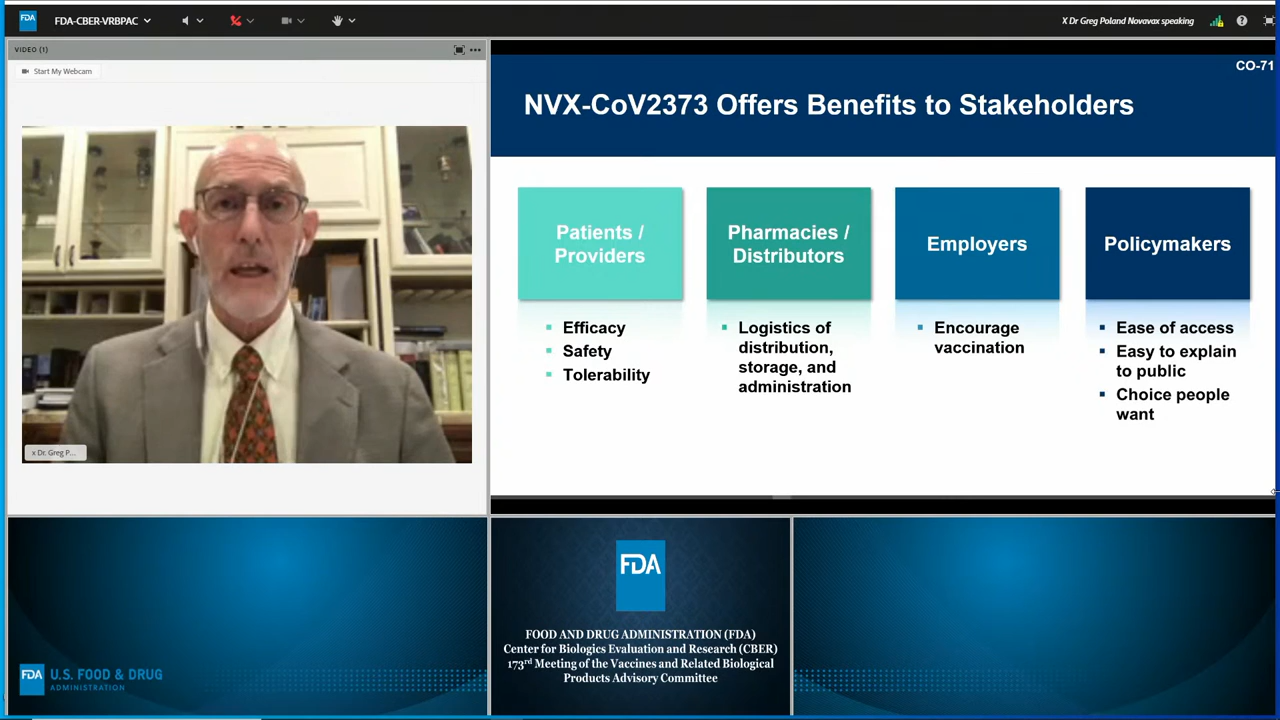 FDA
FDA-CBER-VRBPAC
X Dr Greg Poland Novavax speaking
VIDEO (1)
Start My Webcam
x Dr. Greg P...
CO-71
NVX-CoV2373 Offers Benefits to Stakeholders
Patients /
Providers
Efficacy
Safety
Tolerability
Pharmacies /
Distributors
Logistics of
distribution,
storage, and
administration
Employers
Encourage
vaccination
Policymakers
Ease of access
Easy to explain
to public
Choice people
want
FDA
U.S. FOOD & DRUG
ADMINISTRATION
FDA
FOOD AND DRUG ADMINISTRATION (FDA)
Center for Biologics Evaluation and Research (CBER)
173rd Meeting of the Vaccines and Related Biological
Products Advisory Committee